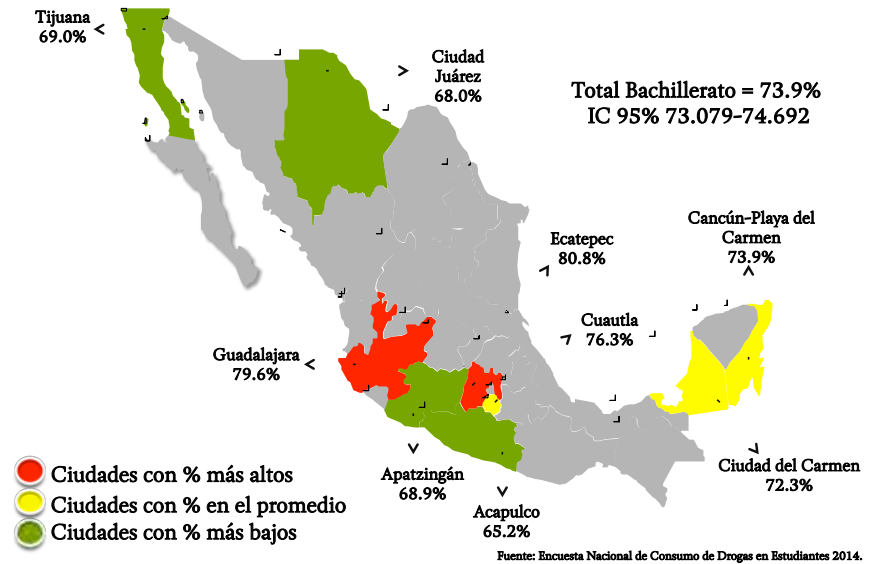 Tijuana
69.0%
Ciudad
Juárez
68.0%
Total Bachillerato = 73.9%
IC 95% 73.079-74.692
Cancún-Playa del
Carmen
73.9%
Ecatepec
80.8%
Cuautla
76.3%
Guadalajara
79.6%
Ciudad del Carmen
72.3%
Apatzingán
68.9%
Acapulco
65.2%
Ciudades con % más altos
Ciudades con % en el promedio
Ciudades con % más bajos
Fuente: Encuesta Nacional de Consumo de Drogas en Estudiantes 2014.